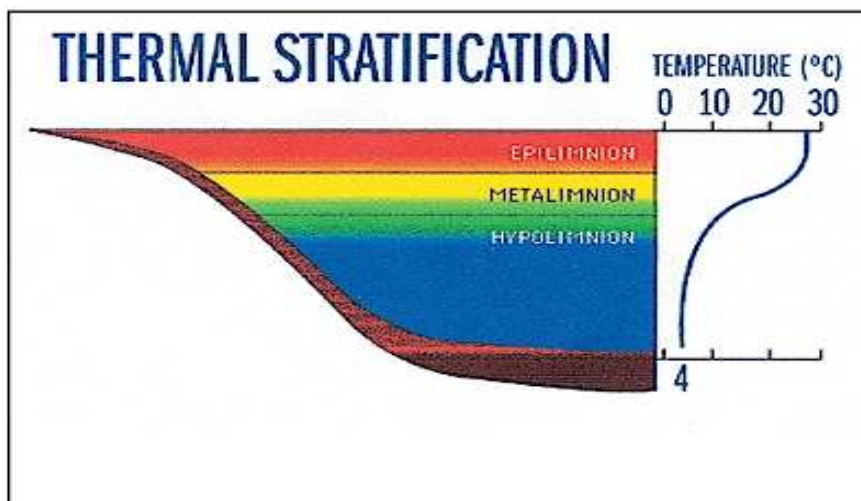 THERMAL STRATIFICATION
TEMPERATURE (°C)
0 10 20 30
EPILIMNION
METALIMNION
HYPOLIMNION
4